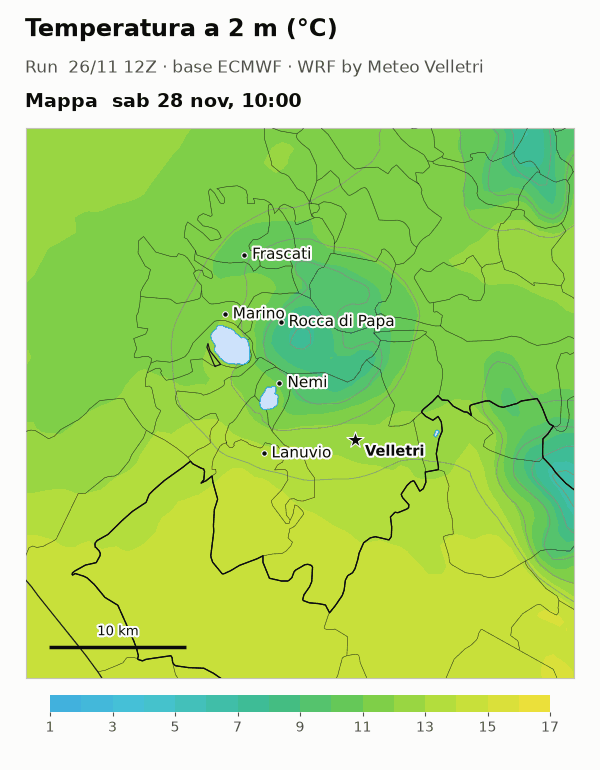 Temperatura a 2 m (°C)
Run  26/11 12Z · base ECMWF · WRF by Meteo Velletri
Mappa  sab 28 nov, 10:00
Frascati
Marino
Rocca di Papa
Nemi
Velletri
Lanuvio
10 km
1 3 5 7 9 11 13 15 17